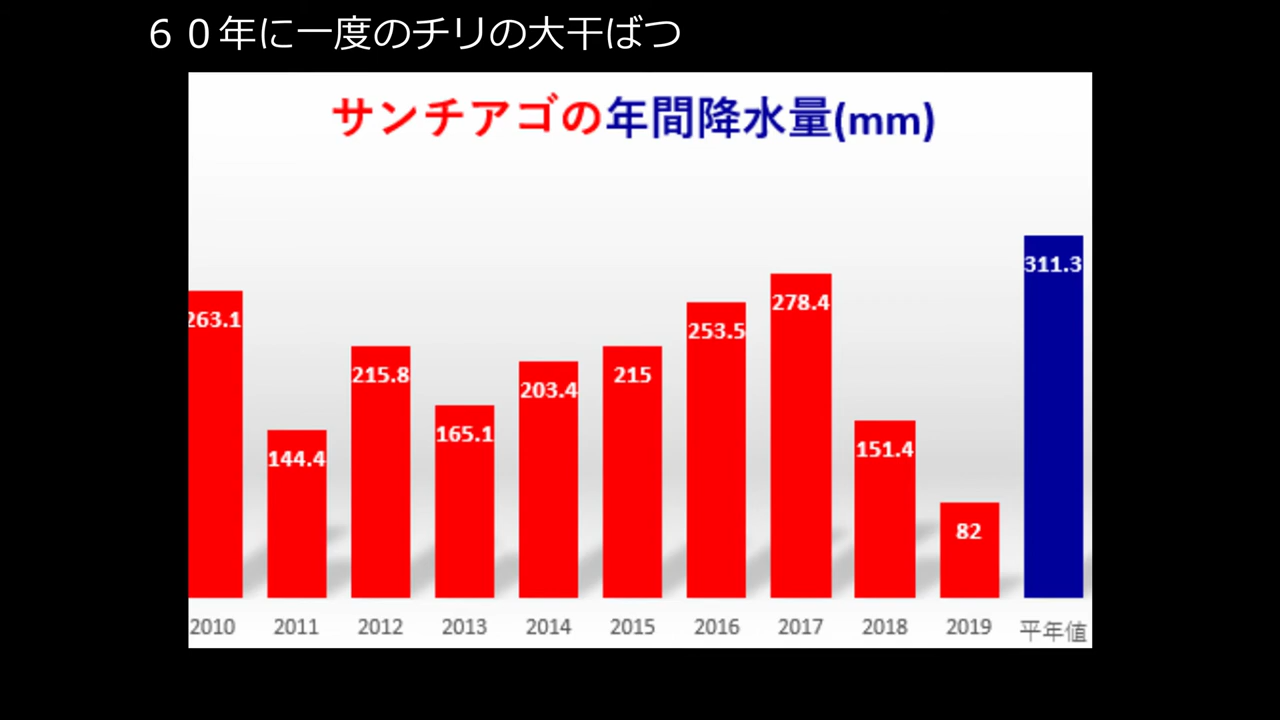 ６０年に一度のチリの大干ばつ
サンチアゴの年間降水量(mm)
263.1 144.4 215.8 165.1 203.4 215 253.5 278.4 151.4 82 311.3
2010 2011 2012 2013 2014 2015 2016 2017 2018 2019 平年値